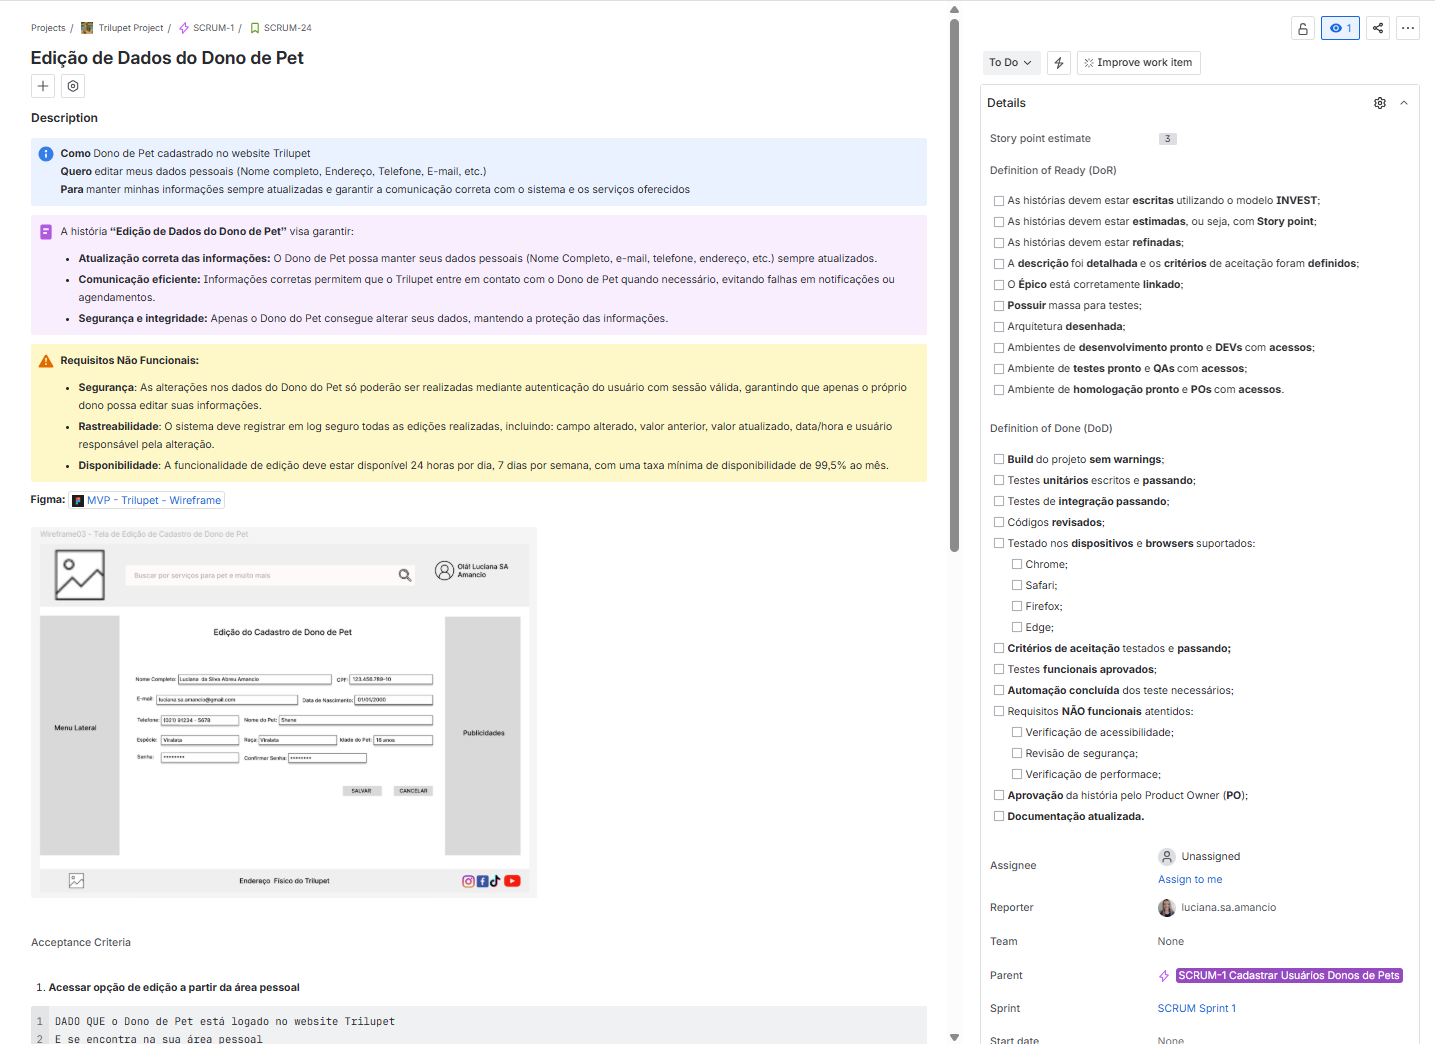 Projects / Trilupet Project / SCRUM-1 / SCRUM-24
Edição de Dados do Dono de Pet
Description
Como Dono de Pet cadastrado no website Trilupet
Quero editar meus dados pessoais (Nome completo, Endereço, Telefone, E-mail, etc.)
Para manter minhas informações sempre atualizadas e garantir a comunicação correta com o sistema e os serviços oferecidos
A história “Edição de Dados do Dono de Pet” visa garantir:
• Atualização correta das informações: O Dono de Pet possa manter seus dados pessoais (Nome Completo, e-mail, telefone, endereço, etc.) sempre atualizados.
• Comunicação eficiente: Informações corretas permitem que o Trilupet entre em contato com o Dono de Pet quando necessário, evitando falhas em notificações ou
agendamentos.
• Segurança e integridade: Apenas o Dono do Pet consegue alterar seus dados, mantendo a proteção das informações.
Requisitos Não Funcionais:
• Segurança: As alterações nos dados do Dono do Pet só poderão ser realizadas mediante autenticação do usuário com sessão válida, garantindo que apenas o próprio
dono possa editar suas informações.
• Rastreabilidade: O sistema deve registrar em log seguro todas as edições realizadas, incluindo: campo alterado, valor anterior, valor atualizado, data/hora e usuário
responsável pela alteração.
• Disponibilidade: A funcionalidade de edição deve estar disponível 24 horas por dia, 7 dias por semana, com uma taxa mínima de disponibilidade de 99,5% ao mês.
Figma: MVP - Trilupet - Wireframe
Wireframe03 - Tela de Edição de Cadastro de Dono de Pet
Buscar por serviços para pet e muito mais
Olá! Luciana SA
Amancio
Edição do Cadastro de Dono de Pet
Nome Completo: Luciana da Silva Abreu Amancio CPF: 123.456.789-10
E-mail: luciana.sa.amancio@gmail.com Data de Nascimento: 01/01/2000
Telefone: (021) 91234 - 5678 Nome do Pet: Shene
Espécie: Viralata Raça: Viralata Idade do Pet: 16 anos
Senha: ******** Confirmar Senha: ********
SALVAR CANCELAR
Menu Lateral
Publicidades
Endereço Físico do Trilupet
Acceptance Criteria
1. Acessar opção de edição a partir da área pessoal
1 DADO QUE o Dono de Pet está logado no website Trilupet
2 E se encontra na sua área pessoal
1
To Do
Improve work item
Details
Story point estimate 3
Definition of Ready (DoR)
As histórias devem estar escritas utilizando o modelo INVEST;
As histórias devem estar estimadas, ou seja, com Story point;
As histórias devem estar refinadas;
A descrição foi detalhada e os critérios de aceitação foram definidos;
O Épico está corretamente linkado;
Possuir massa para testes;
Arquitetura desenhada;
Ambientes de desenvolvimento pronto e DEVs com acessos;
Ambiente de testes pronto e QAs com acessos;
Ambiente de homologação pronto e POs com acessos.
Definition of Done (DoD)
Build do projeto sem warnings;
Testes unitários escritos e passando;
Testes de integração passando;
Códigos revisados;
Testado nos dispositivos e browsers suportados:
Chrome;
Safari;
Firefox;
Edge;
Critérios de aceitação testados e passando;
Testes funcionais aprovados;
Automação concluída dos teste necessários;
Requisitos NÃO funcionais atentidos:
Verificação de acessibilidade;
Revisão de segurança;
Verificação de performace;
Aprovação da história pelo Product Owner (PO);
Documentação atualizada.
Assignee Unassigned
Assign to me
Reporter luciana.sa.amancio
Team None
Parent SCRUM-1 Cadastrar Usuários Donos de Pets
Sprint SCRUM Sprint 1
Start date None